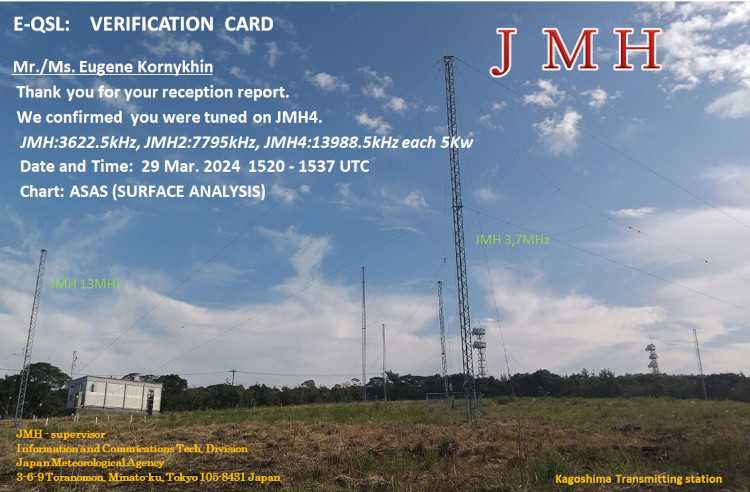 E-QSL: VERIFICATION CARD
JMH
Mr./Ms. Eugene Kornykhin
Thank you for your reception report.
We confirmed you were tuned on JMH4.
JMH:3622.5kHz, JMH2:7795kHz, JMH4:13988.5kHz each 5Kw
Date and Time: 29 Mar. 2024 1520 - 1537 UTC
Chart: ASAS (SURFACE ANALYSIS)
JMH 3,7MHz
JMH 13MHz
JMH - supervisor
Information and Commuications Tech. Division
Japan Meteorological Agency
3-6-9 Toranomon, Minato-ku, Tokyo 105-8431 Japan
Kagoshima Transmitting station